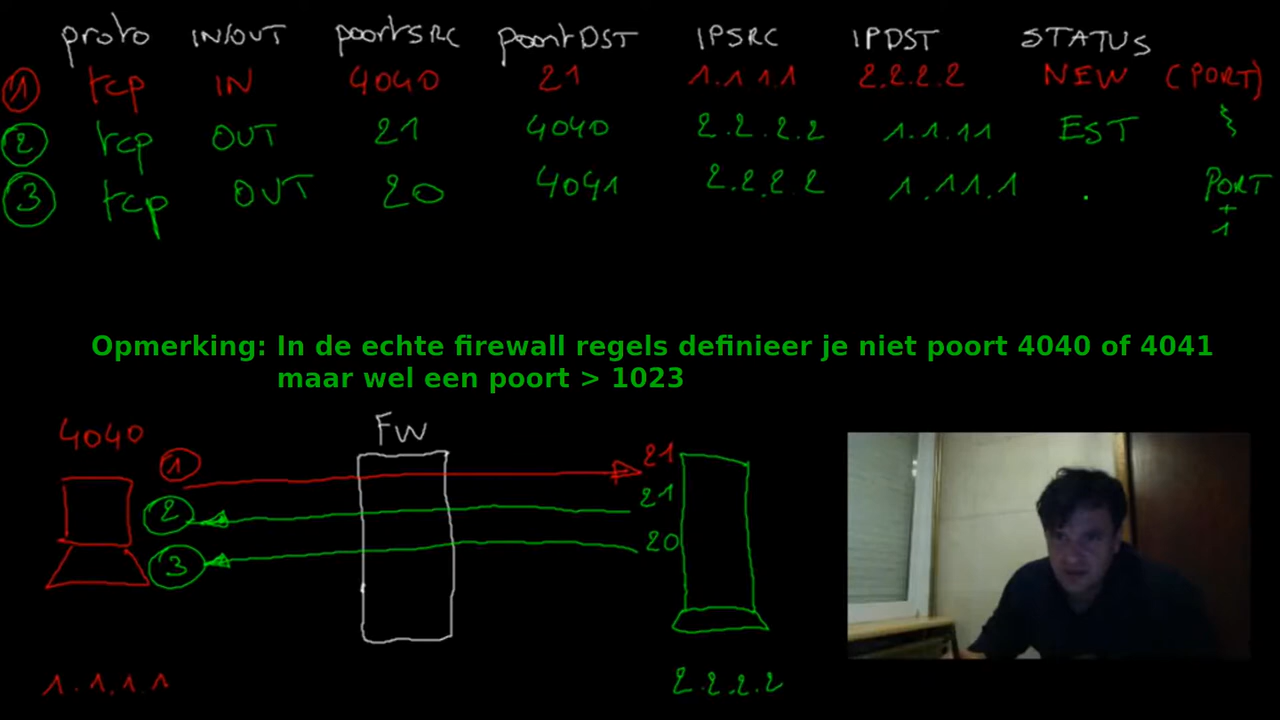 proto IN/OUT poortSRC poortDST IPSRC IPDST STATUS
1 tcp IN 4040 21 1.1.1.1 2.2.2.2 NEW (PORT)
2 tcp OUT 21 4040 2.2.2.2 1.1.1.1 EST
3 tcp OUT 20 4041 2.2.2.2 1.1.1.1 . PORT
+
1
Opmerking: In de echte firewall regels definieer je niet poort 4040 of 4041
maar wel een poort > 1023
4040 FW
1 21
2 21
3 20
1.1.1.1 2.2.2.2